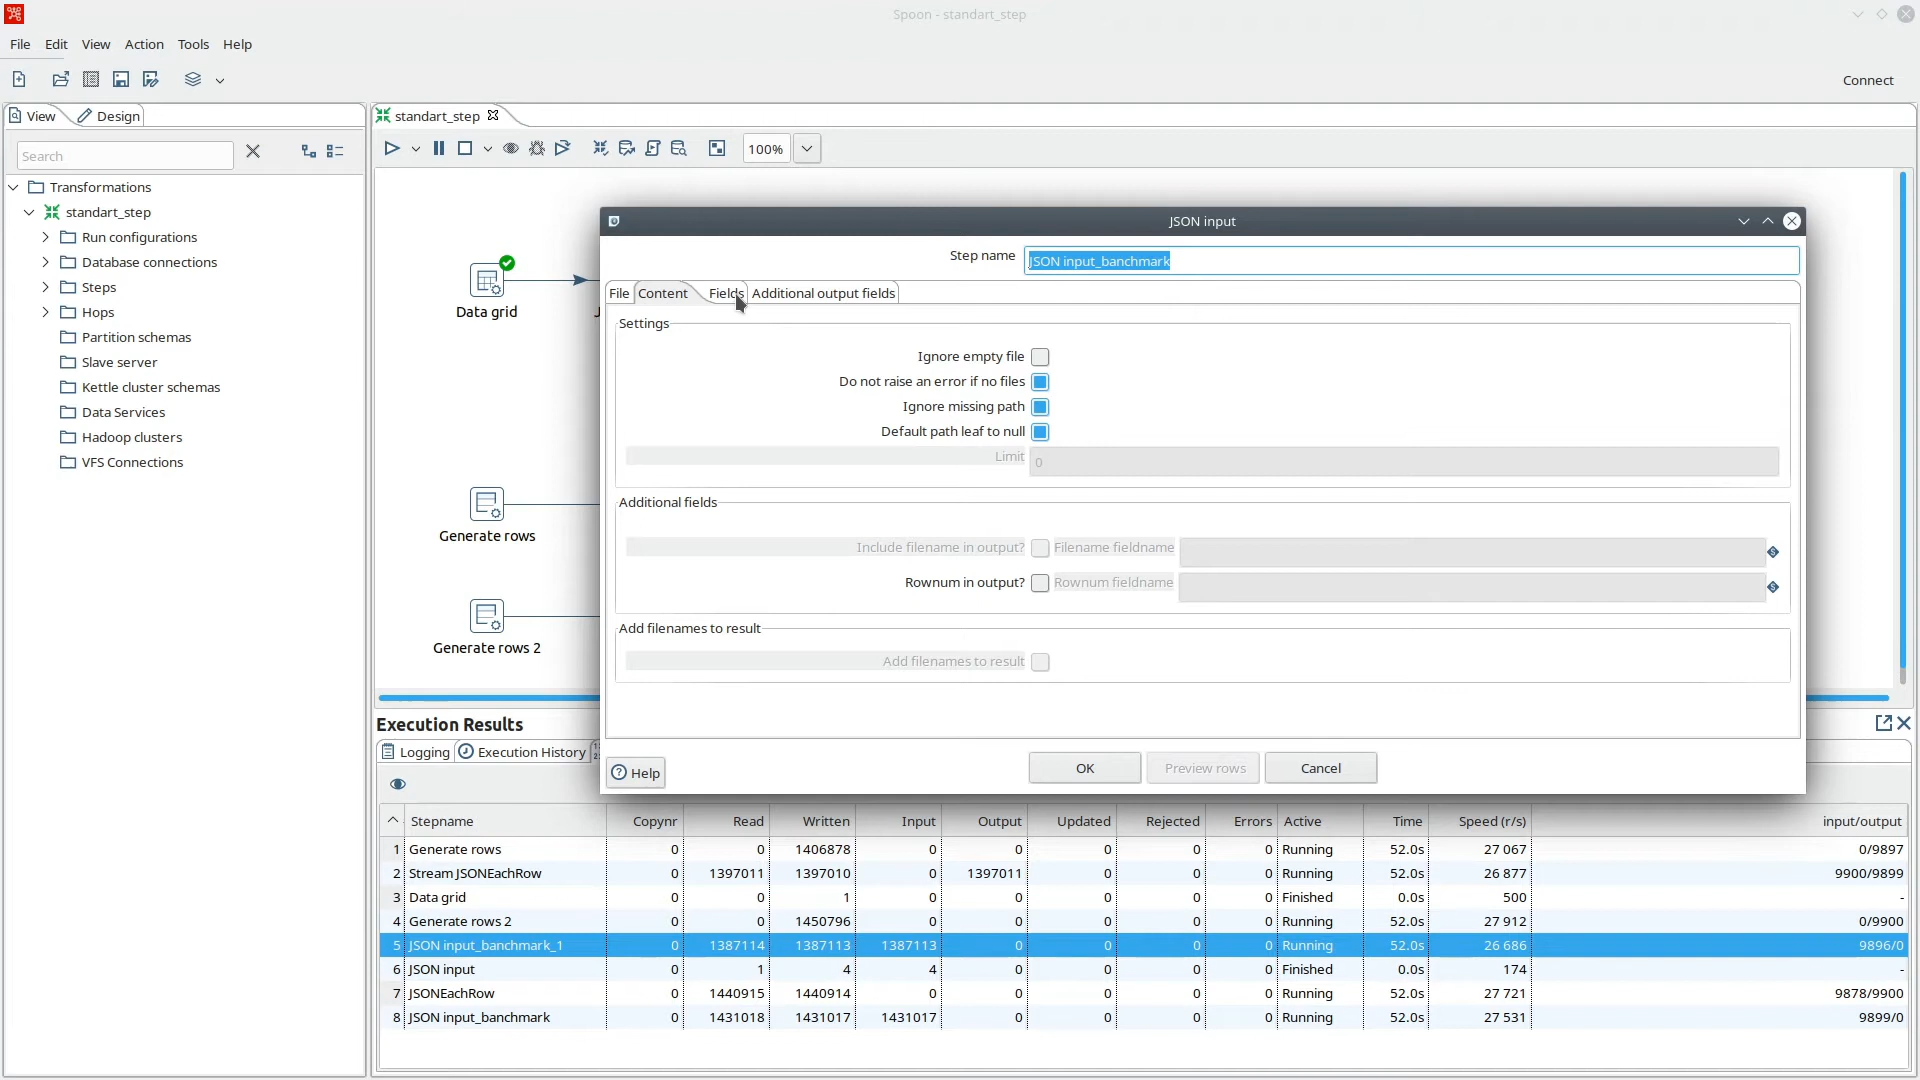 Spoon - standart_step
File Edit View Action Tools Help
Connect
View Design
standart_step
Search
100%
Transformations
standart_step
Run configurations
Database connections
Steps
Hops
Partition schemas
Slave server
Kettle cluster schemas
Data Services
Hadoop clusters
VFS Connections
Data grid
Generate rows
Generate rows 2
JSON input
Step name JSON input_banchmark
File Content Fields Additional output fields
Settings
Ignore empty file
Do not raise an error if no files
Ignore missing path
Default path leaf to null
Limit 0
Additional fields
Include filename in output? Filename fieldname
Rownum in output? Rownum fieldname
Add filenames to result
Add filenames to result
Help OK Preview rows Cancel
Execution Results
Logging Execution History
Stepname Copynr Read Written Input Output Updated Rejected Errors Active Time Speed (r/s) input/output
1 Generate rows 0 0 1406878 0 0 0 0 0 Running 52.0s 27 067 0/9897
2 Stream JSONEachRow 0 1397011 1397010 0 1397011 0 0 0 Running 52.0s 26 877 9900/9899
3 Data grid 0 0 1 0 0 0 0 0 Finished 0.0s 500 -
4 Generate rows 2 0 0 1450796 0 0 0 0 0 Running 52.0s 27 912 0/9900
5 JSON input_banchmark_1 0 1387114 1387113 1387113 0 0 0 0 Running 52.0s 26 686 9896/0
6 JSON input 0 1 4 4 0 0 0 0 Finished 0.0s 174 -
7 JSONEachRow 0 1440915 1440914 0 0 0 0 0 Running 52.0s 27 721 9878/9900
8 JSON input_banchmark 0 1431018 1431017 1431017 0 0 0 0 Running 52.0s 27 531 9899/0